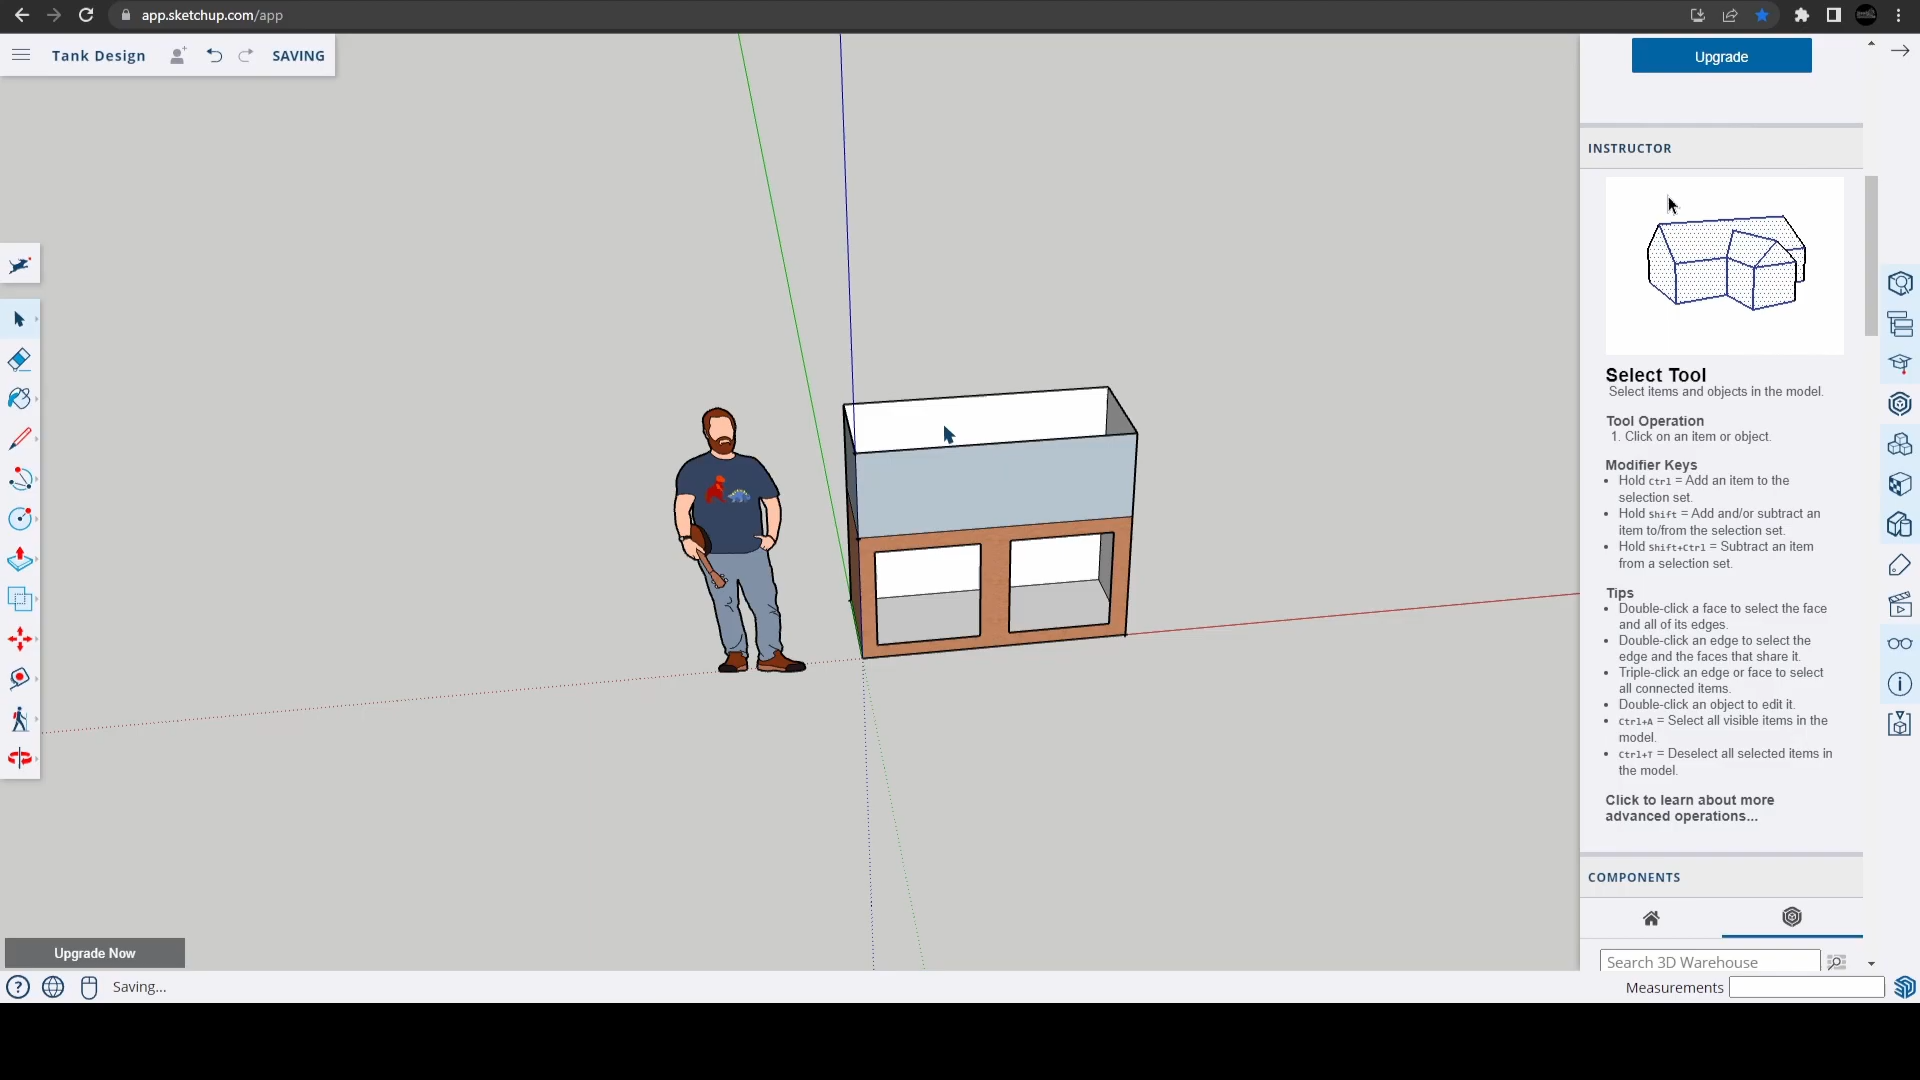 app.sketchup.com/app
Tank Design
SAVING
Upgrade
INSTRUCTOR
Select Tool
Select items and objects in the model.
Tool Operation
1. Click on an item or object.
Modifier Keys
• Hold Ctrl = Add an item to the
selection set.
• Hold Shift = Add and/or subtract an
item to/from the selection set.
• Hold Shift+Ctrl = Subtract an item
from a selection set.
Tips
• Double-click a face to select the face
and all of its edges.
• Double-click an edge to select the
edge and the faces that share it.
• Triple-click an edge or face to select
all connected items.
• Double-click an object to edit it.
• Ctrl+A = Select all visible items in the
model.
• Ctrl+T = Deselect all selected items in
the model.
Click to learn about more
advanced operations...
COMPONENTS
Search 3D Warehouse
Upgrade Now
Saving...
Measurements